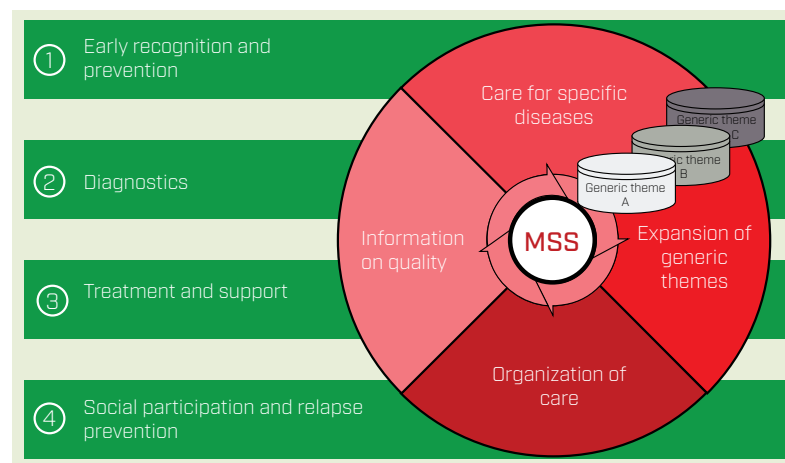 1
Early recognition and
prevention
2
Diagnostics
3
Treatment and support
4
Social participation and relapse
prevention
Care for specific
diseases
Generic theme
C
ic theme
B
Generic theme
A
Information
on quality
MSS
Expansion of
generic
themes
Organization of
care